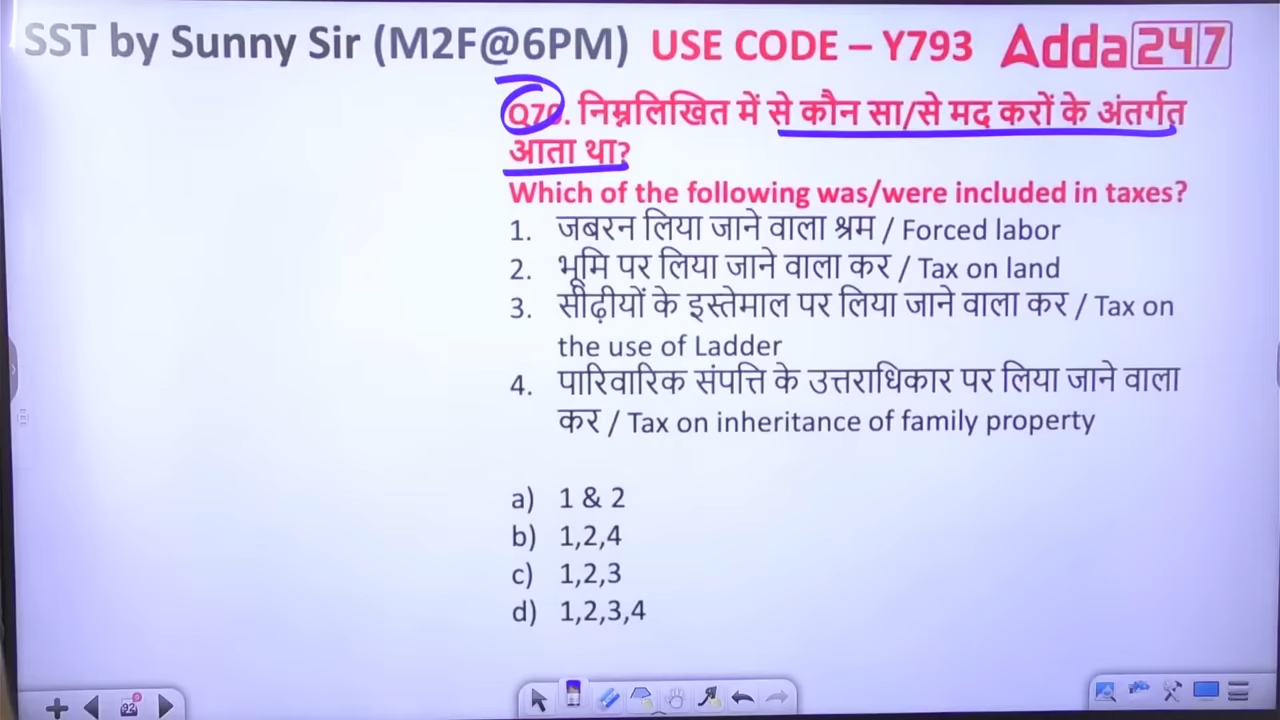 SST by Sunny Sir (M2F@6PM) USE CODE – Y793 Adda247
Q70. निम्नलिखित में से कौन सा/से मद करों के अंतर्गत
आता था?
Which of the following was/were included in taxes?
1. जबरन लिया जाने वाला श्रम / Forced labor
2. भूमि पर लिया जाने वाला कर / Tax on land
3. सीढ़ीयों के इस्तेमाल पर लिया जाने वाला कर / Tax on
the use of Ladder
4. पारिवारिक संपत्ति के उत्तराधिकार पर लिया जाने वाला
कर / Tax on inheritance of family property
a) 1 & 2
b) 1,2,4
c) 1,2,3
d) 1,2,3,4
92